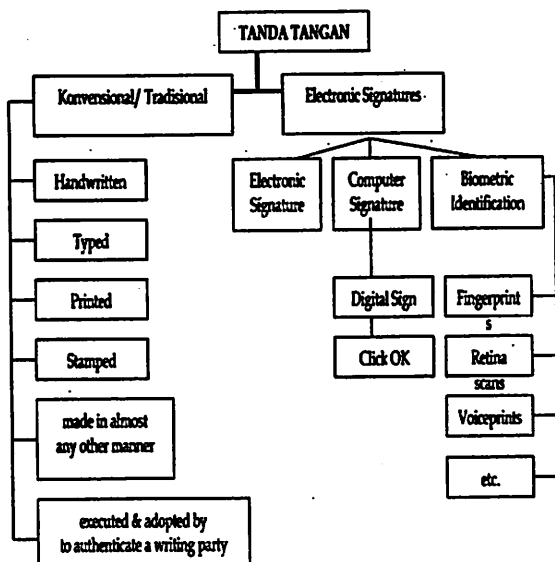 TANDA TANGAN
Konvensional/ Tradisional
Electronic Signatures
Handwritten
Typed
Printed
Stamped
made in almost
any other manner
executed & adopted by
to authenticate a writing party
Electronic
Signature
Computer
Signature
Biometric
Identification
Digital Sign
Click OK
Fingerprint
s
Retina
scans
Voiceprints
etc.